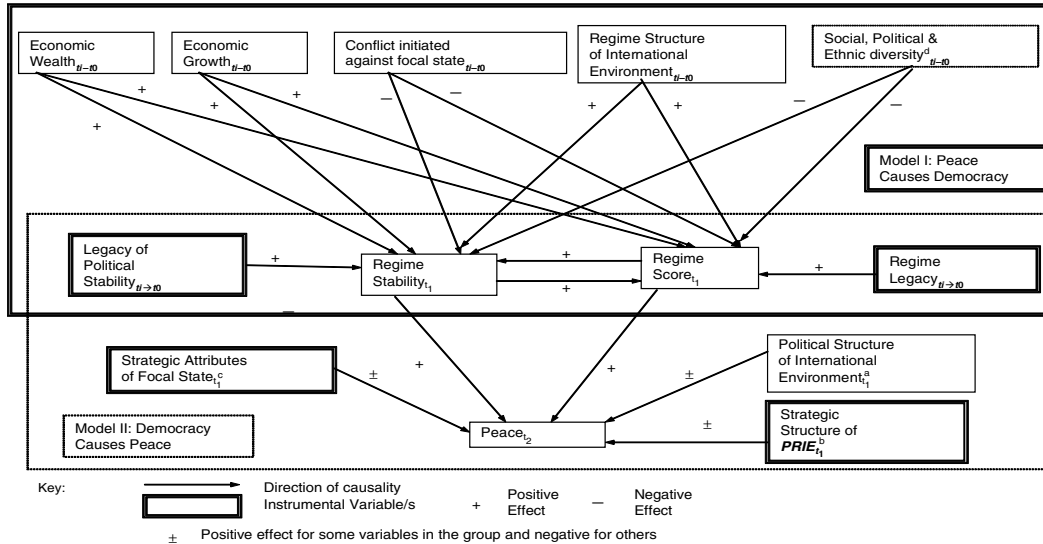 Economic
Wealth ti–t0
Economic
Growth ti–t0
Conflict initiated
against focal state ti–t0
Regime Structure
of International
Environment ti–t0
Social, Political &
Ethnic diversity d ti–t0
+
+
+
+
+
–
–
+
+
–
–
Model I: Peace
Causes Democracy
Legacy of
Political
Stability ti→t0
+
Regime
Stability t1
+
+
Regime
Score t1
+
Regime
Legacy ti→t0
–
Strategic Attributes
of Focal State t1 c
±
+
+
±
Political Structure
of International
Environment t1 a
Model II: Democracy
Causes Peace
Peace t2
±
Strategic
Structure of
PRIE t1 b
Key:
Direction of causality
Instrumental Variable/s
+ Positive
Effect
– Negative
Effect
± Positive effect for some variables in the group and negative for others